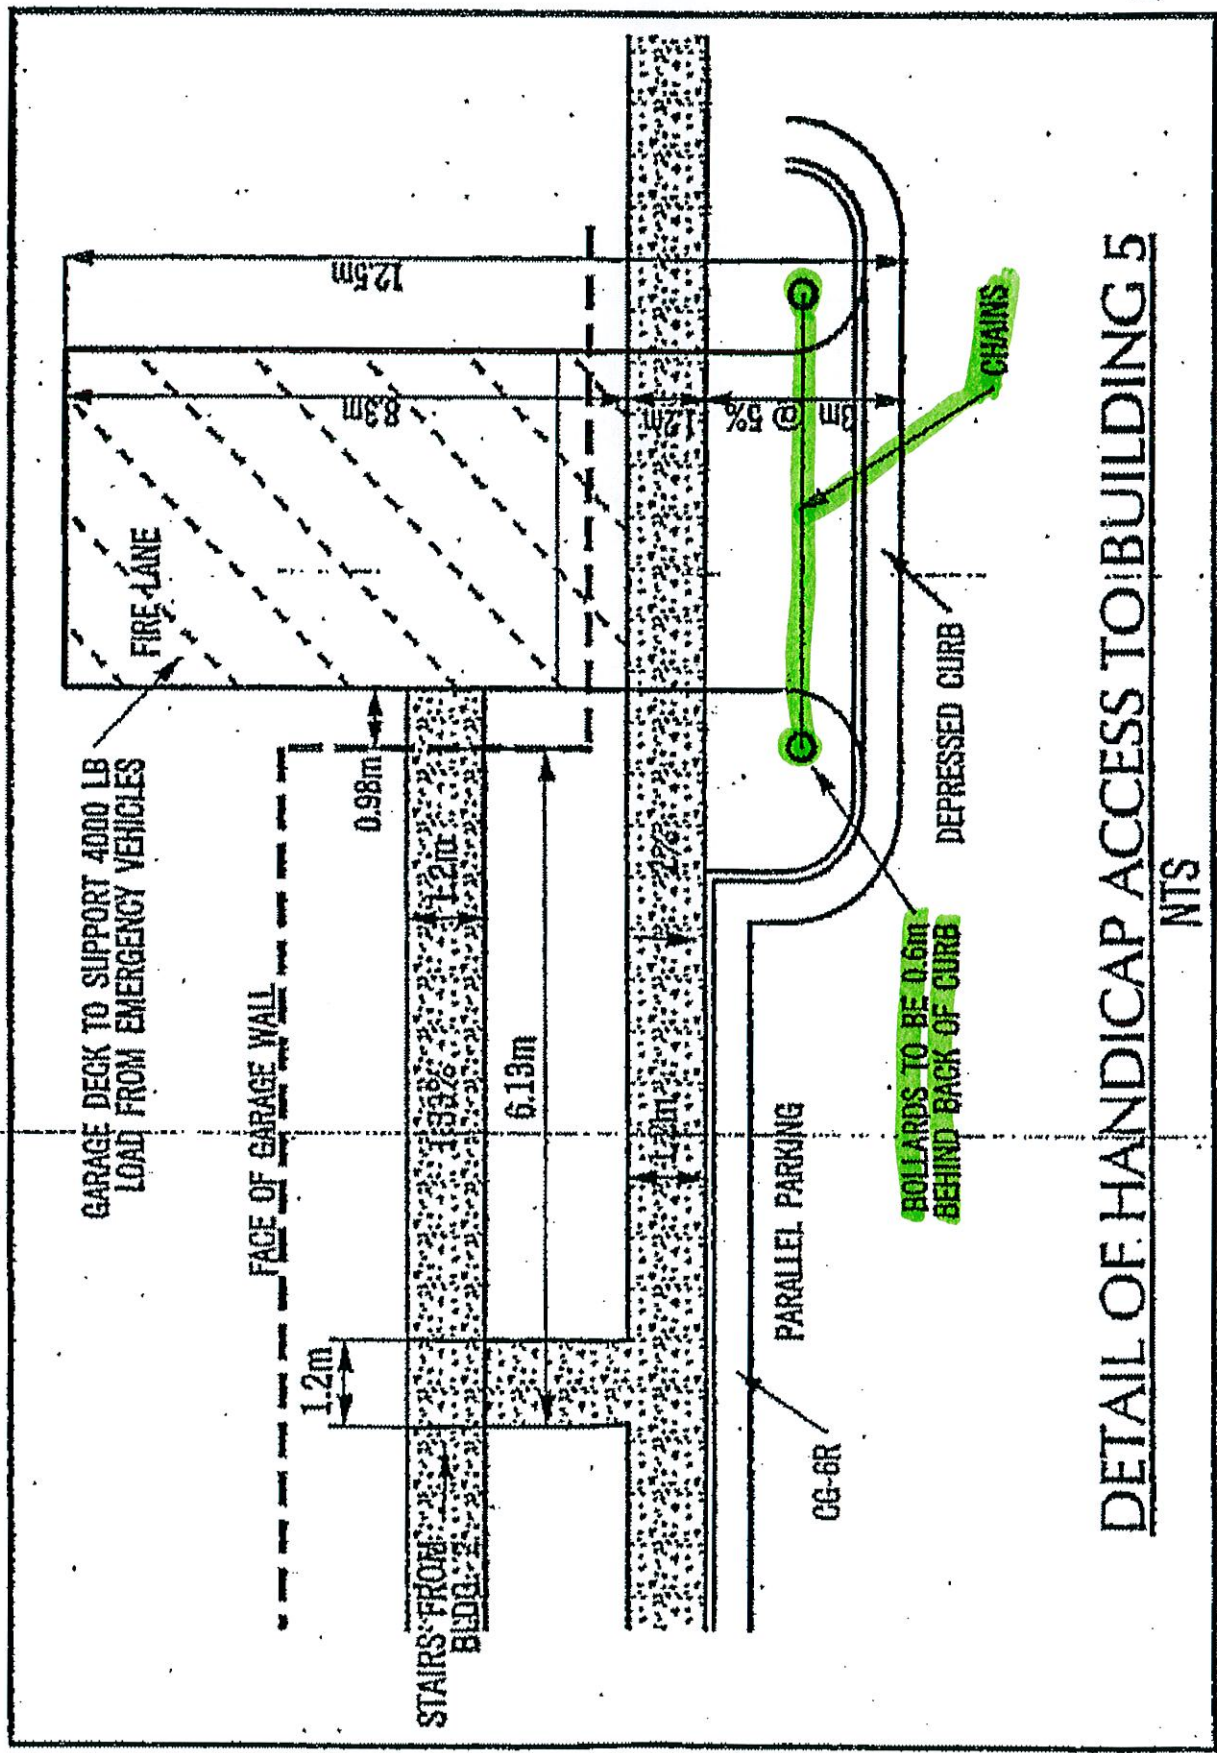 GARAGE DECK TO SUPPORT 4000 LB
LOAD FROM EMERGENCY VEHICLES
FIRE LANE
FACE OF GARAGE WALL
0.98m
12.5m
8.3m
1.2m
STAIRS FROM
BLDG
1.2m
1.33%
1.2m
6.13m
1.2m
2%
3m @ 5%
PARALLEL PARKING
CG-6R
BOLLARDS TO BE 0.6m
BEHIND BACK OF CURB
DEPRESSED CURB
CHAINS
DETAIL OF HANDICAP ACCESS TO BUILDING 5
NTS